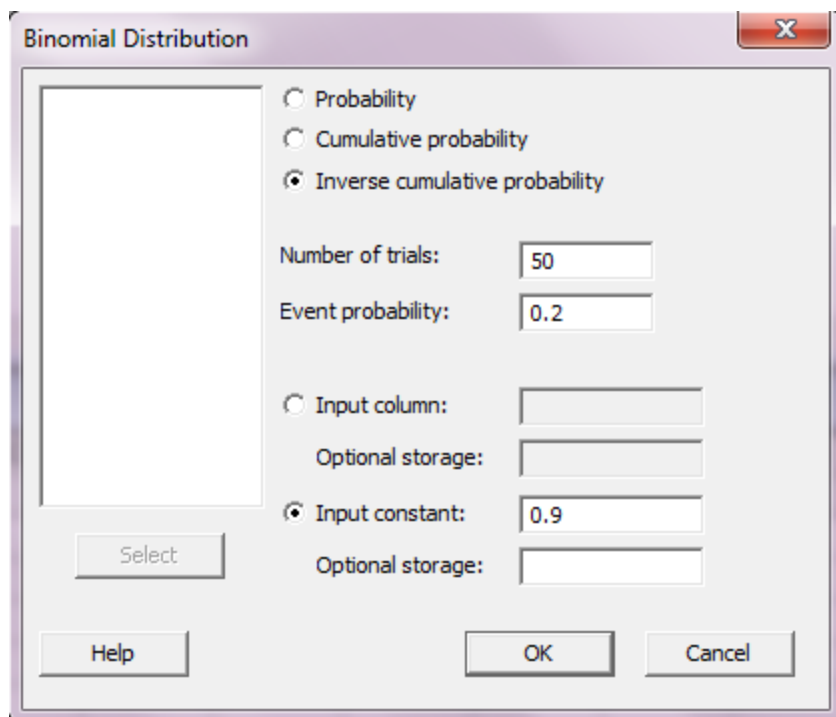 Binomial Distribution
Probability
Cumulative probability
Inverse cumulative probability
Number of trials: 50
Event probability: 0.2
Input column:
Optional storage:
Input constant: 0.9
Optional storage:
Select
Help OK Cancel